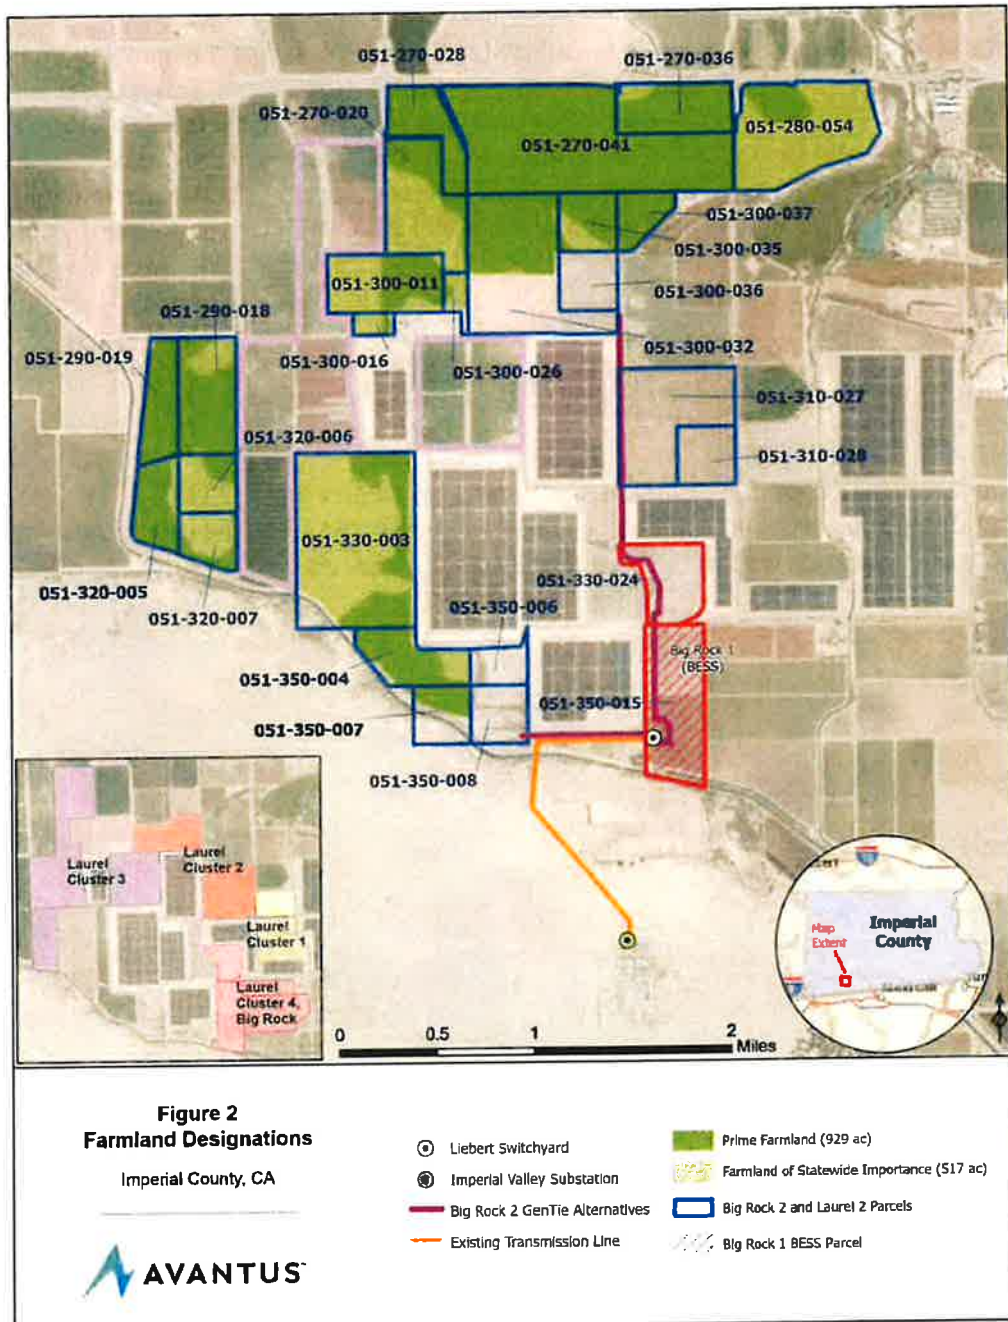 051-270-028
051-270-036
051-270-020
051-280-054
051-270-041
051-300-037
051-300-035
051-300-011
051-300-036
051-290-018
051-300-032
051-290-019
051-300-016
051-300-026
051-310-027
051-320-006
051-310-028
051-330-003
051-330-024
051-320-005
051-350-006
051-320-007
Big Rock 1
(BESS)
051-350-004
051-350-015
051-350-007
051-350-008
Laurel
Cluster 3
Laurel
Cluster 2
Laurel
Cluster 1
Laurel
Cluster 4,
Big Rock
Imperial
County
Map
Extent
0
0.5
1
2
Miles
Figure 2
Farmland Designations
Imperial County, CA
AVANTUS
Liebert Switchyard
Imperial Valley Substation
Big Rock 2 GenTie Alternatives
Existing Transmission Line
Prime Farmland (929 ac)
Farmland of Statewide Importance (517 ac)
Big Rock 2 and Laurel 2 Parcels
Big Rock 1 BESS Parcel